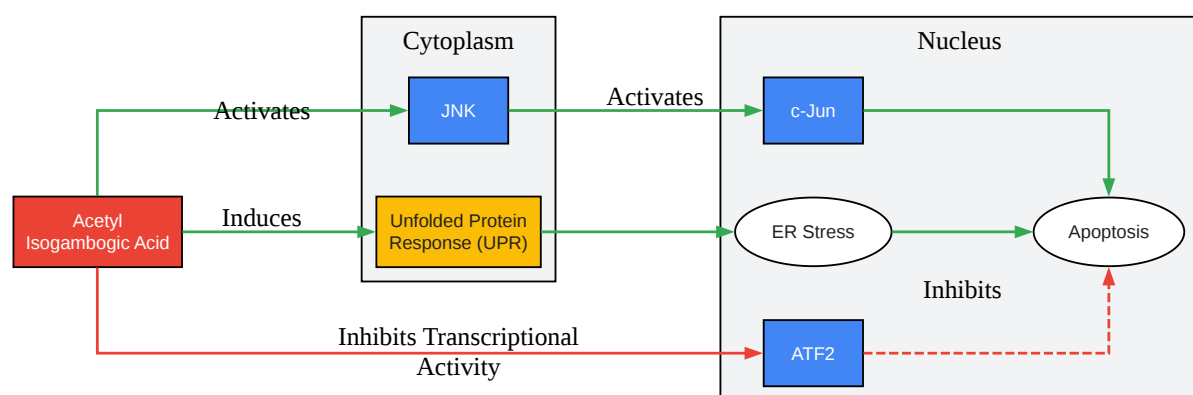 Cytoplasm
Nucleus
Activates
JNK
Activates
c-Jun
Acetyl
Isogambogic Acid
Induces
Unfolded Protein
Response (UPR)
ER Stress
Apoptosis
Inhibits
Inhibits Transcriptional
Activity
ATF2